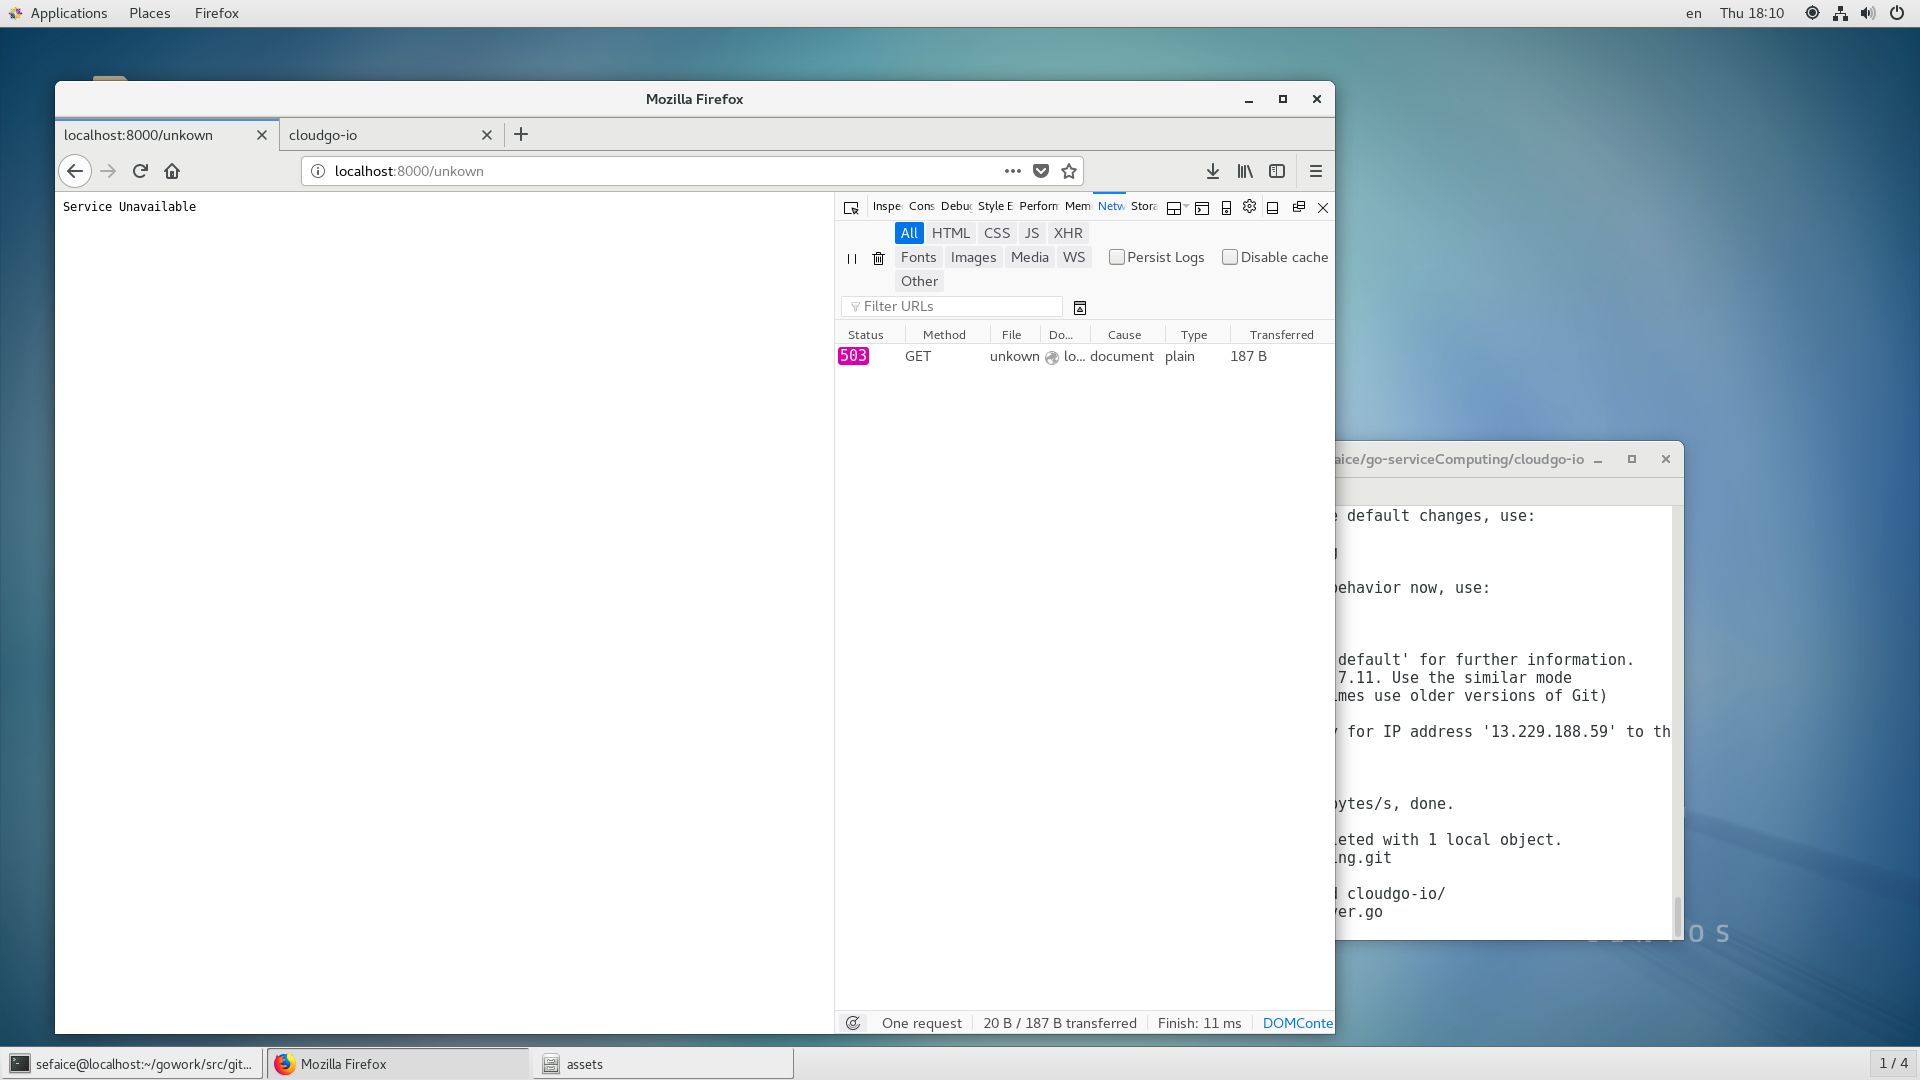 Applications Places Firefox en Thu 18:10
Mozilla Firefox
localhost:8000/unkown cloudgo-io
localhost:8000/unkown
Service Unavailable
Inspe Cons Debug Style E Perform Mem Netw Stora
All HTML CSS JS XHR
Fonts Images Media WS Persist Logs Disable cache
Other
Filter URLs
Status Method File Do... Cause Type Transferred
503 GET unkown lo... document plain 187 B
One request 20 B / 187 B transferred Finish: 11 ms DOMConte
aice/go-serviceComputing/cloudgo-io
default changes, use:
behavior now, use:
default' for further information.
7.11. Use the similar mode
imes use older versions of Git)
for IP address '13.229.188.59' to th
bytes/s, done.
leted with 1 local object.
ing.git
cloudgo-io/
ver.go
sefaice@localhost:~/gowork/src/git... Mozilla Firefox assets 1 / 4